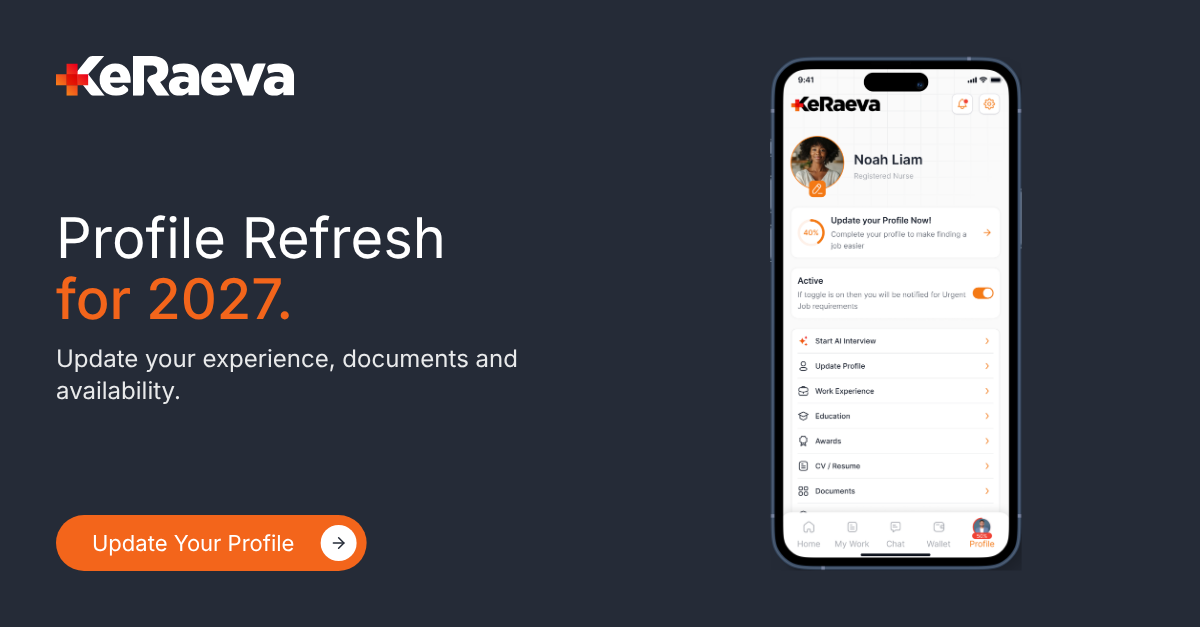 KeRaeva
Profile Refresh
for 2027.
Update your experience, documents and
availability.
Update Your Profile
9:41
KeRaeva
Noah Liam
Registered Nurse
40%
Update your Profile Now!
Complete your profile to make finding a
job easier
Active
If toggle is on then you will be notified for Urgent
Job requirements
Start AI Interview
Update Profile
Work Experience
Education
Awards
CV / Resume
Documents
Home
My Work
Chat
Wallet
50%
Profile